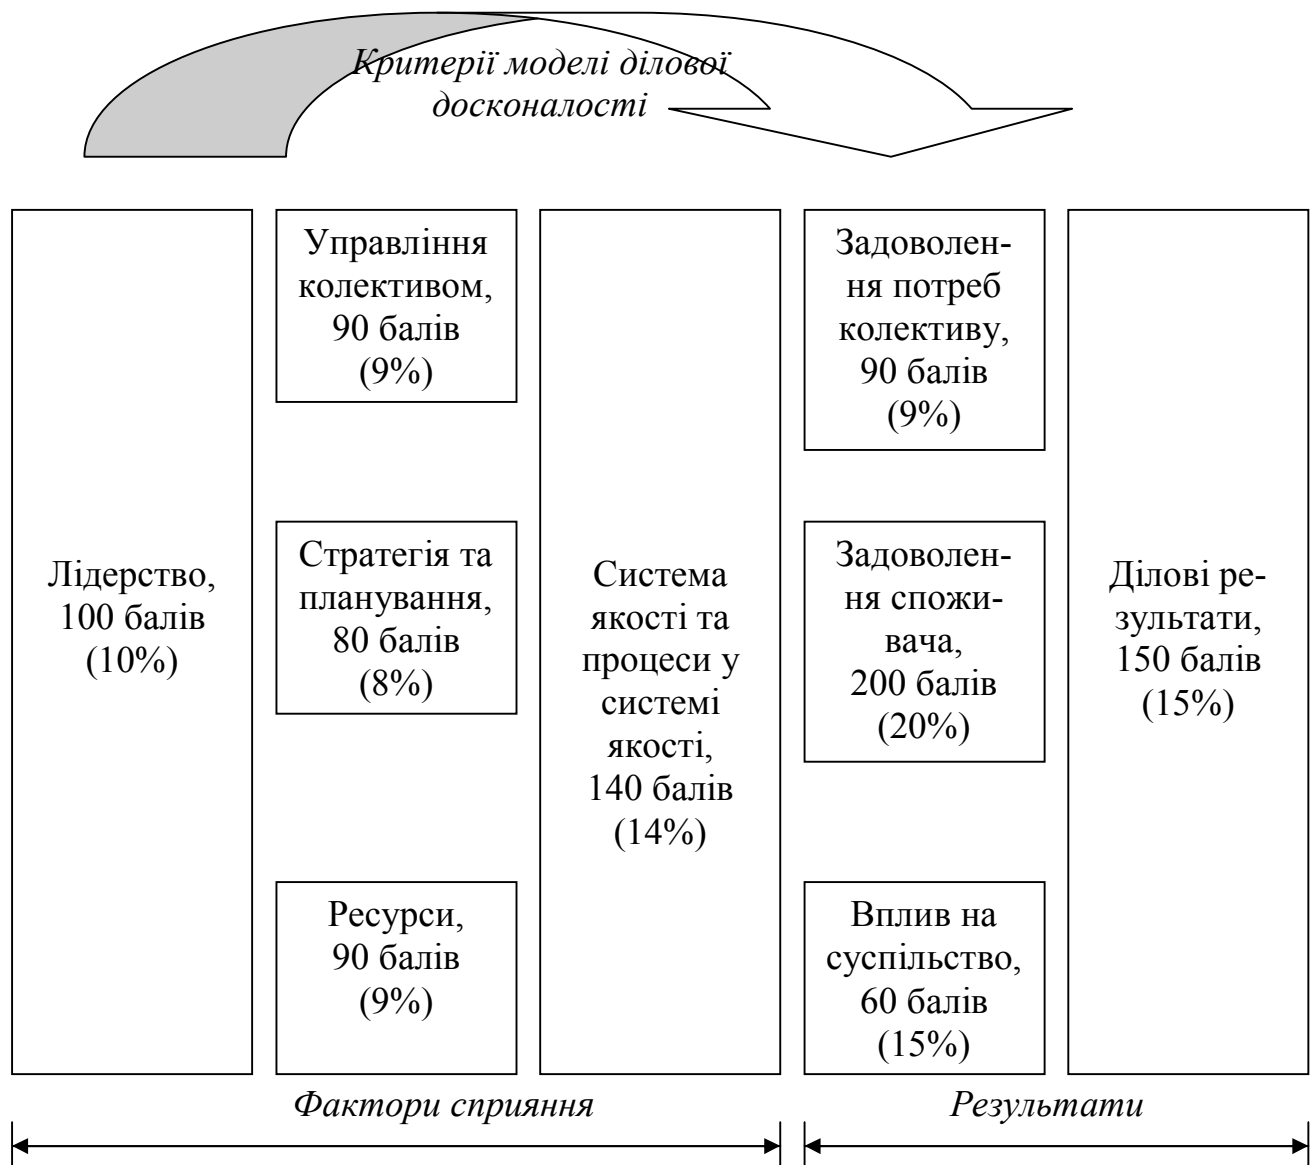 Критерії моделі ділової
досконалості
Лідерство,
100 балів
(10%)
Управління
колективом,
90 балів
(9%)
Стратегія та
планування,
80 балів
(8%)
Ресурси,
90 балів
(9%)
Система
якості та
процеси у
системі
якості,
140 балів
(14%)
Задоволен-
ня потреб
колективу,
90 балів
(9%)
Задоволен-
ня спожи-
вача,
200 балів
(20%)
Вплив на
суспільство,
60 балів
(15%)
Ділові ре-
зультати,
150 балів
(15%)
Фактори сприяння
Результати